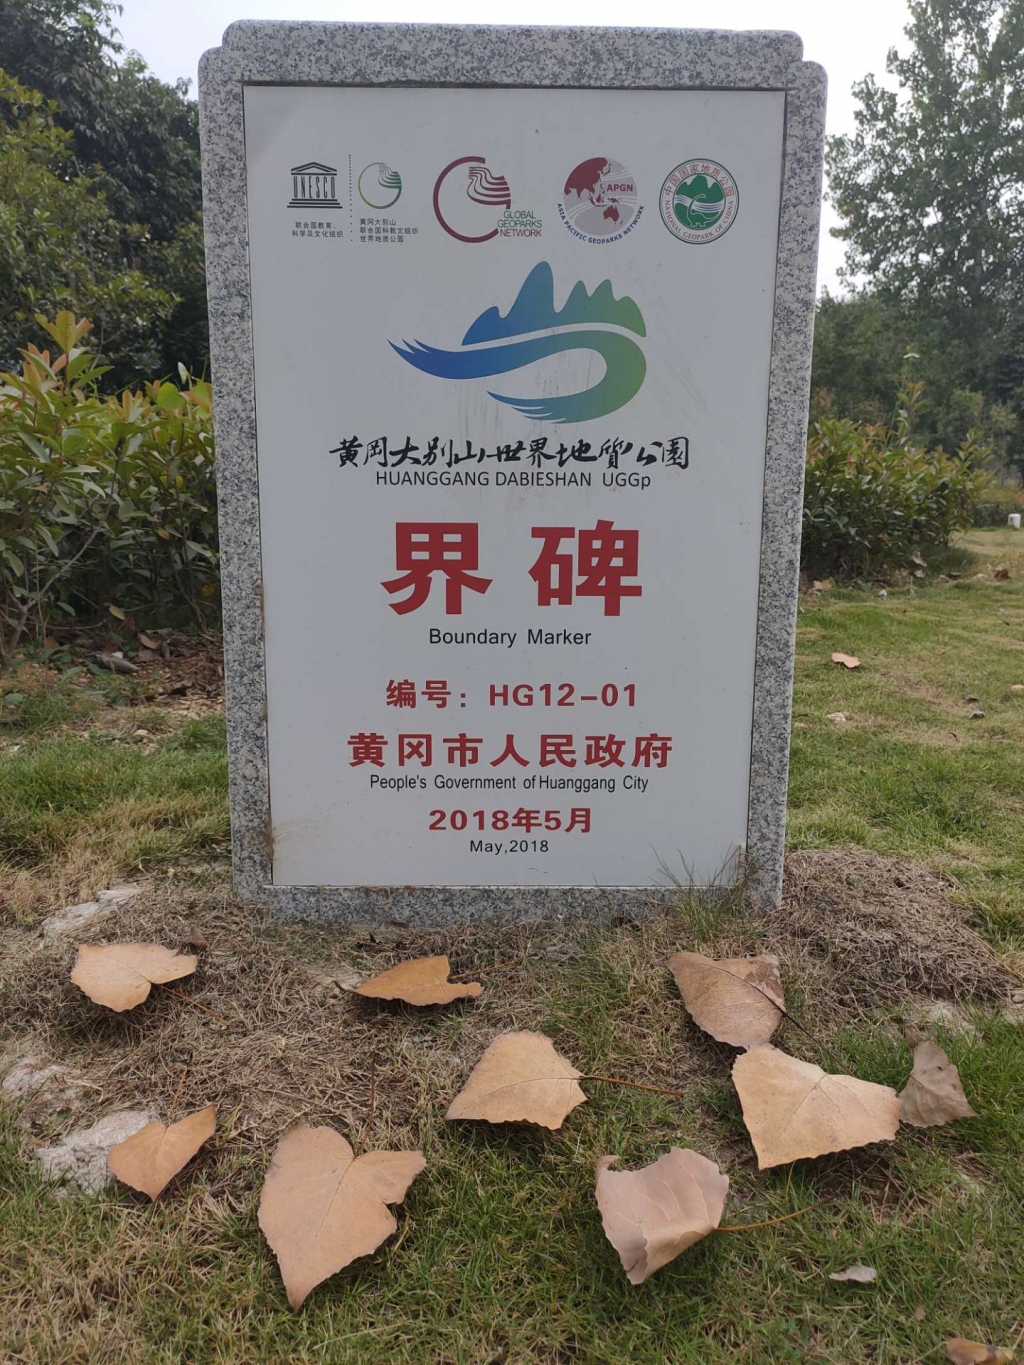 UNESCO
联合国教育、
科学及文化组织
黄冈大别山
联合国科教文组织
世界地质公园
GLOBAL
GEOPARKS
NETWORK
APGN
ASIA PACIFIC GEOPARKS NETWORK
中国国家地质公园
NATIONAL GEOPARK OF CHINA
黄冈大别山世界地質公園
HUANGGANG DABIESHAN UGGp
界碑
Boundary Marker
编号：HG12-01
黄冈市人民政府
People's Government of Huanggang City
2018年5月
May,2018